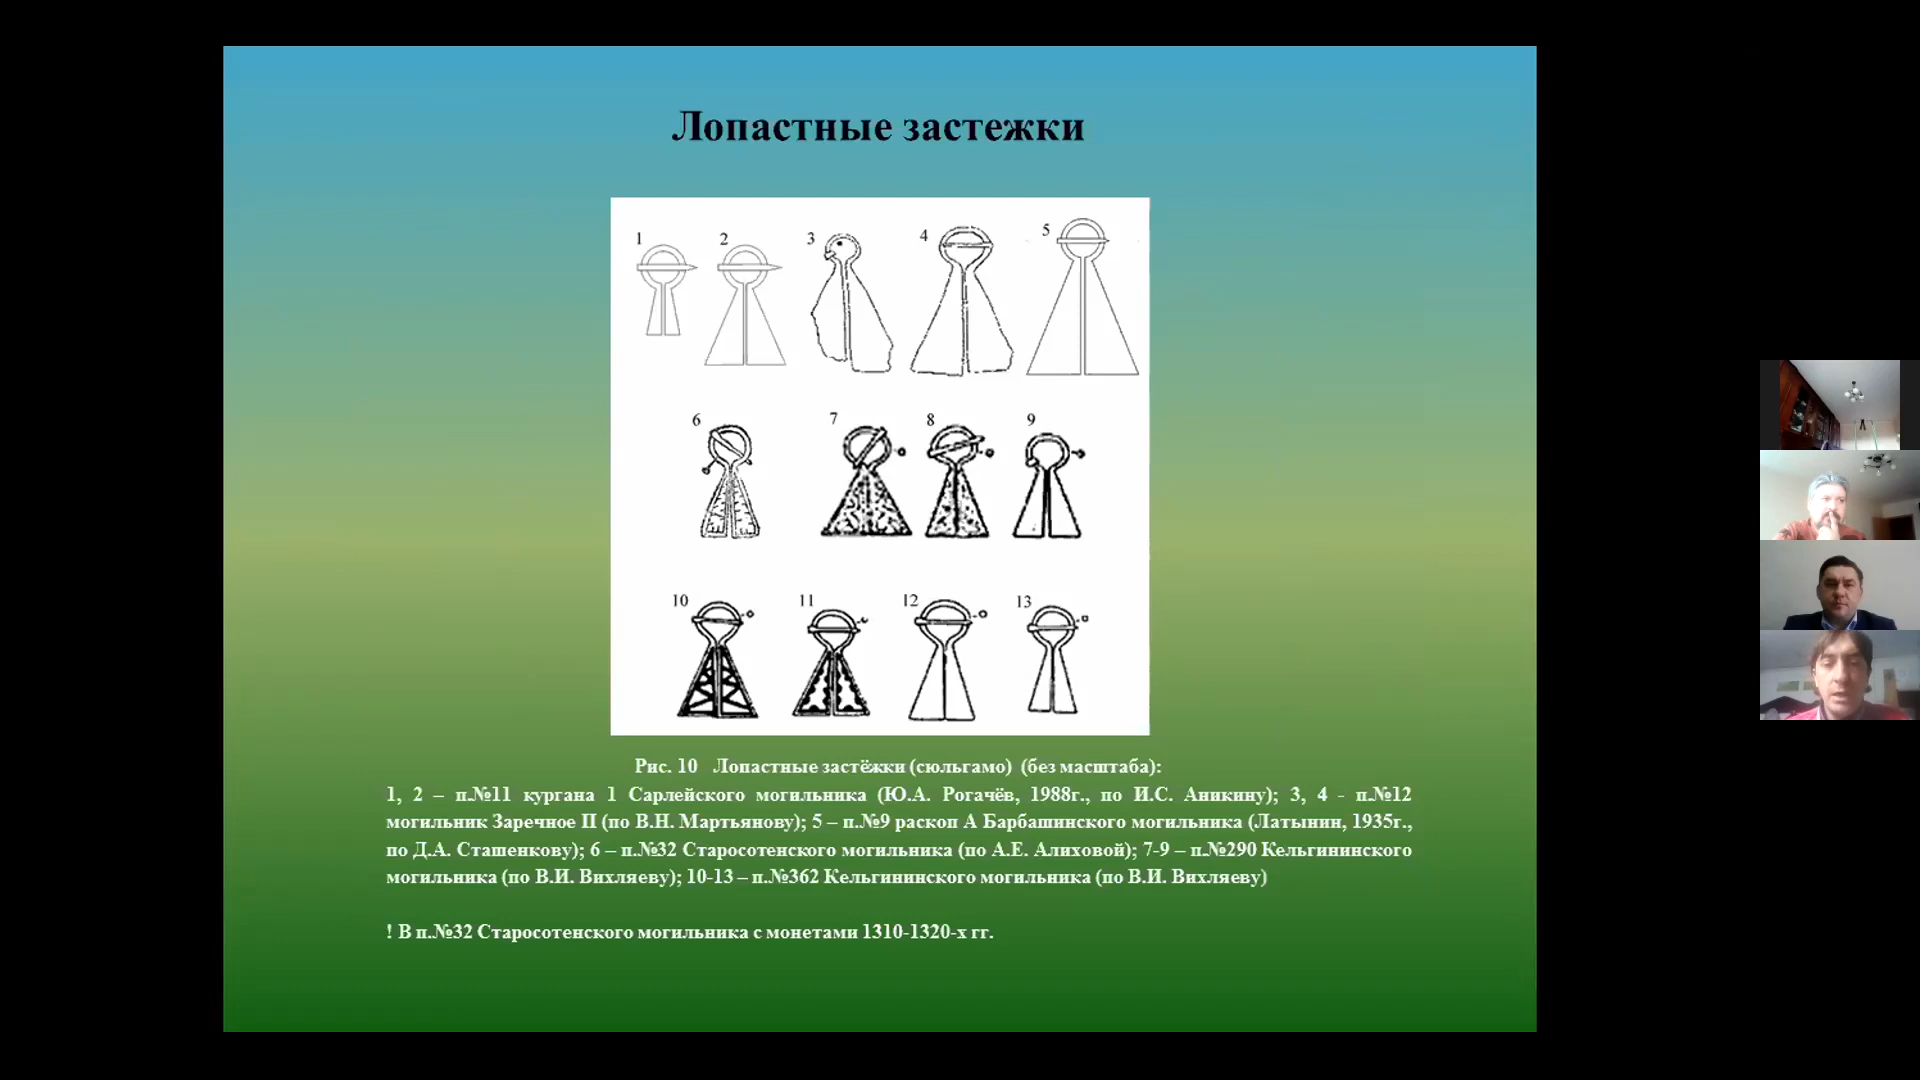 Лопастные застежки
1 2 3 4 5
6 7 8 9
10 11 12 13
Рис. 10 Лопастные застёжки (сюльгамо) (без масштаба):
1, 2 – п.№11 кургана 1 Сарлейского могильника (Ю.А. Рогачёв, 1988г., по И.С. Аникину); 3, 4 - п.№12
могильник Заречное II (по В.Н. Мартьянову); 5 – п.№9 раскоп А Барбашинского могильника (Латынин, 1935г.,
по Д.А. Сташенкову); 6 – п.№32 Старосотенского могильника (по А.Е. Алиховой); 7-9 – п.№290 Кельгининского
могильника (по В.И. Вихляеву); 10-13 – п.№362 Кельгининского могильника (по В.И. Вихляеву)
! В п.№32 Старосотенского могильника с монетами 1310-1320-х гг.